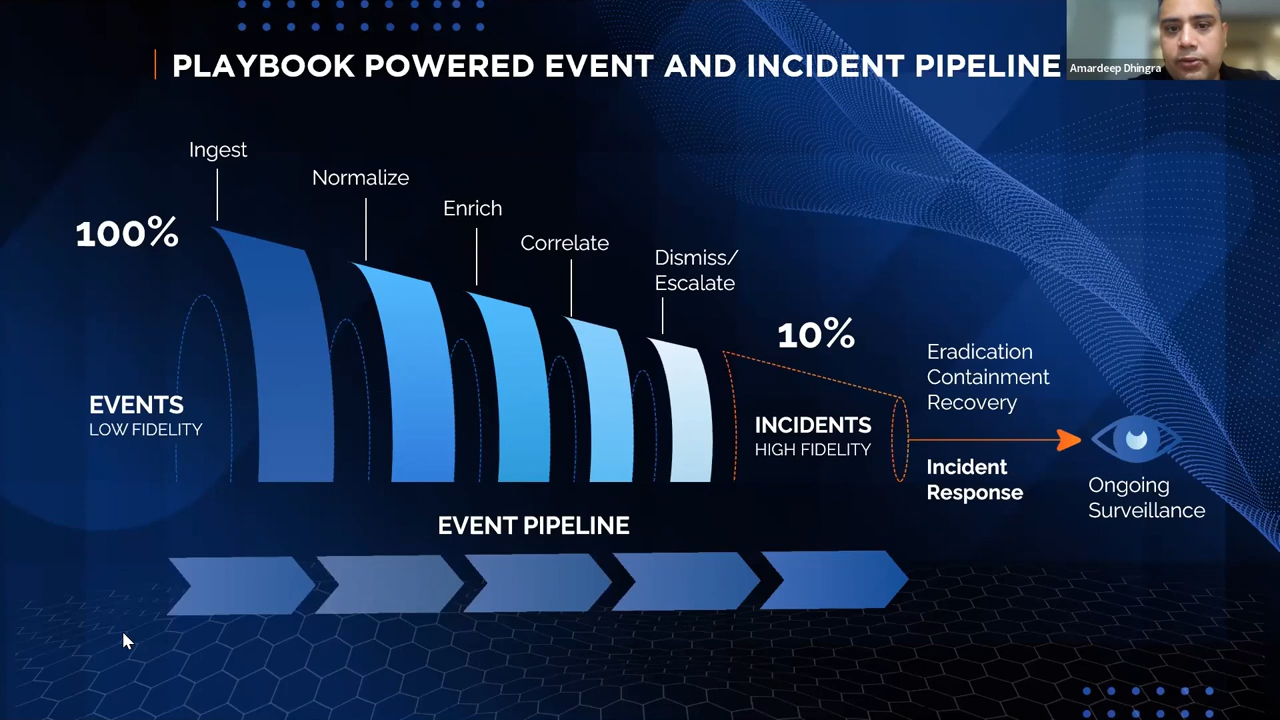 PLAYBOOK POWERED EVENT AND INCIDENT PIPELINE
Amardeep Dhingra
Ingest
Normalize
Enrich
Correlate
Dismiss/
Escalate
100%
10%
EVENTS
LOW FIDELITY
INCIDENTS
HIGH FIDELITY
Eradication
Containment
Recovery
Incident
Response
Ongoing
Surveillance
EVENT PIPELINE